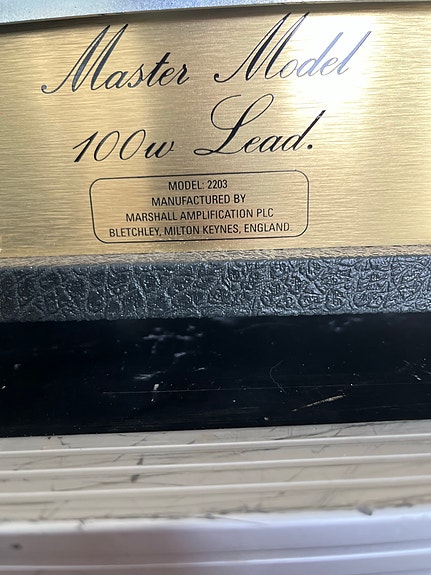 Master Model
100w Lead.
MODEL: 2203
MANUFACTURED BY
MARSHALL AMPLIFICATION PLC
BLETCHLEY, MILTON KEYNES, ENGLAND.